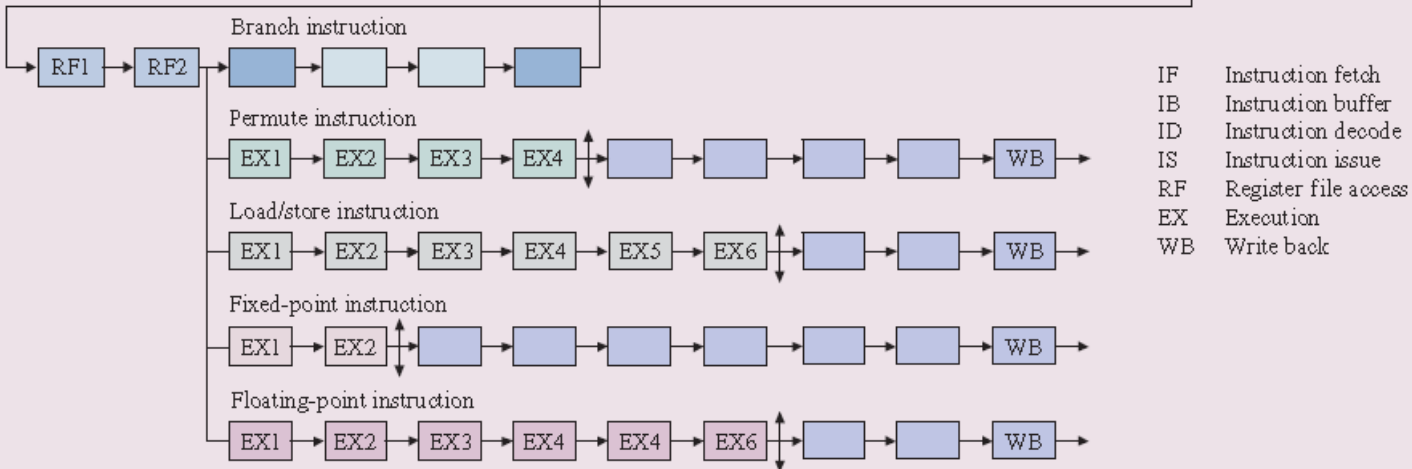 Branch instruction
RF1 RF2
Permute instruction
EX1 EX2 EX3 EX4 WB
Load/store instruction
EX1 EX2 EX3 EX4 EX5 EX6 WB
Fixed-point instruction
EX1 EX2 WB
Floating-point instruction
EX1 EX2 EX3 EX4 EX4 EX6 WB
IF Instruction fetch
IB Instruction buffer
ID Instruction decode
IS Instruction issue
RF Register file access
EX Execution
WB Write back